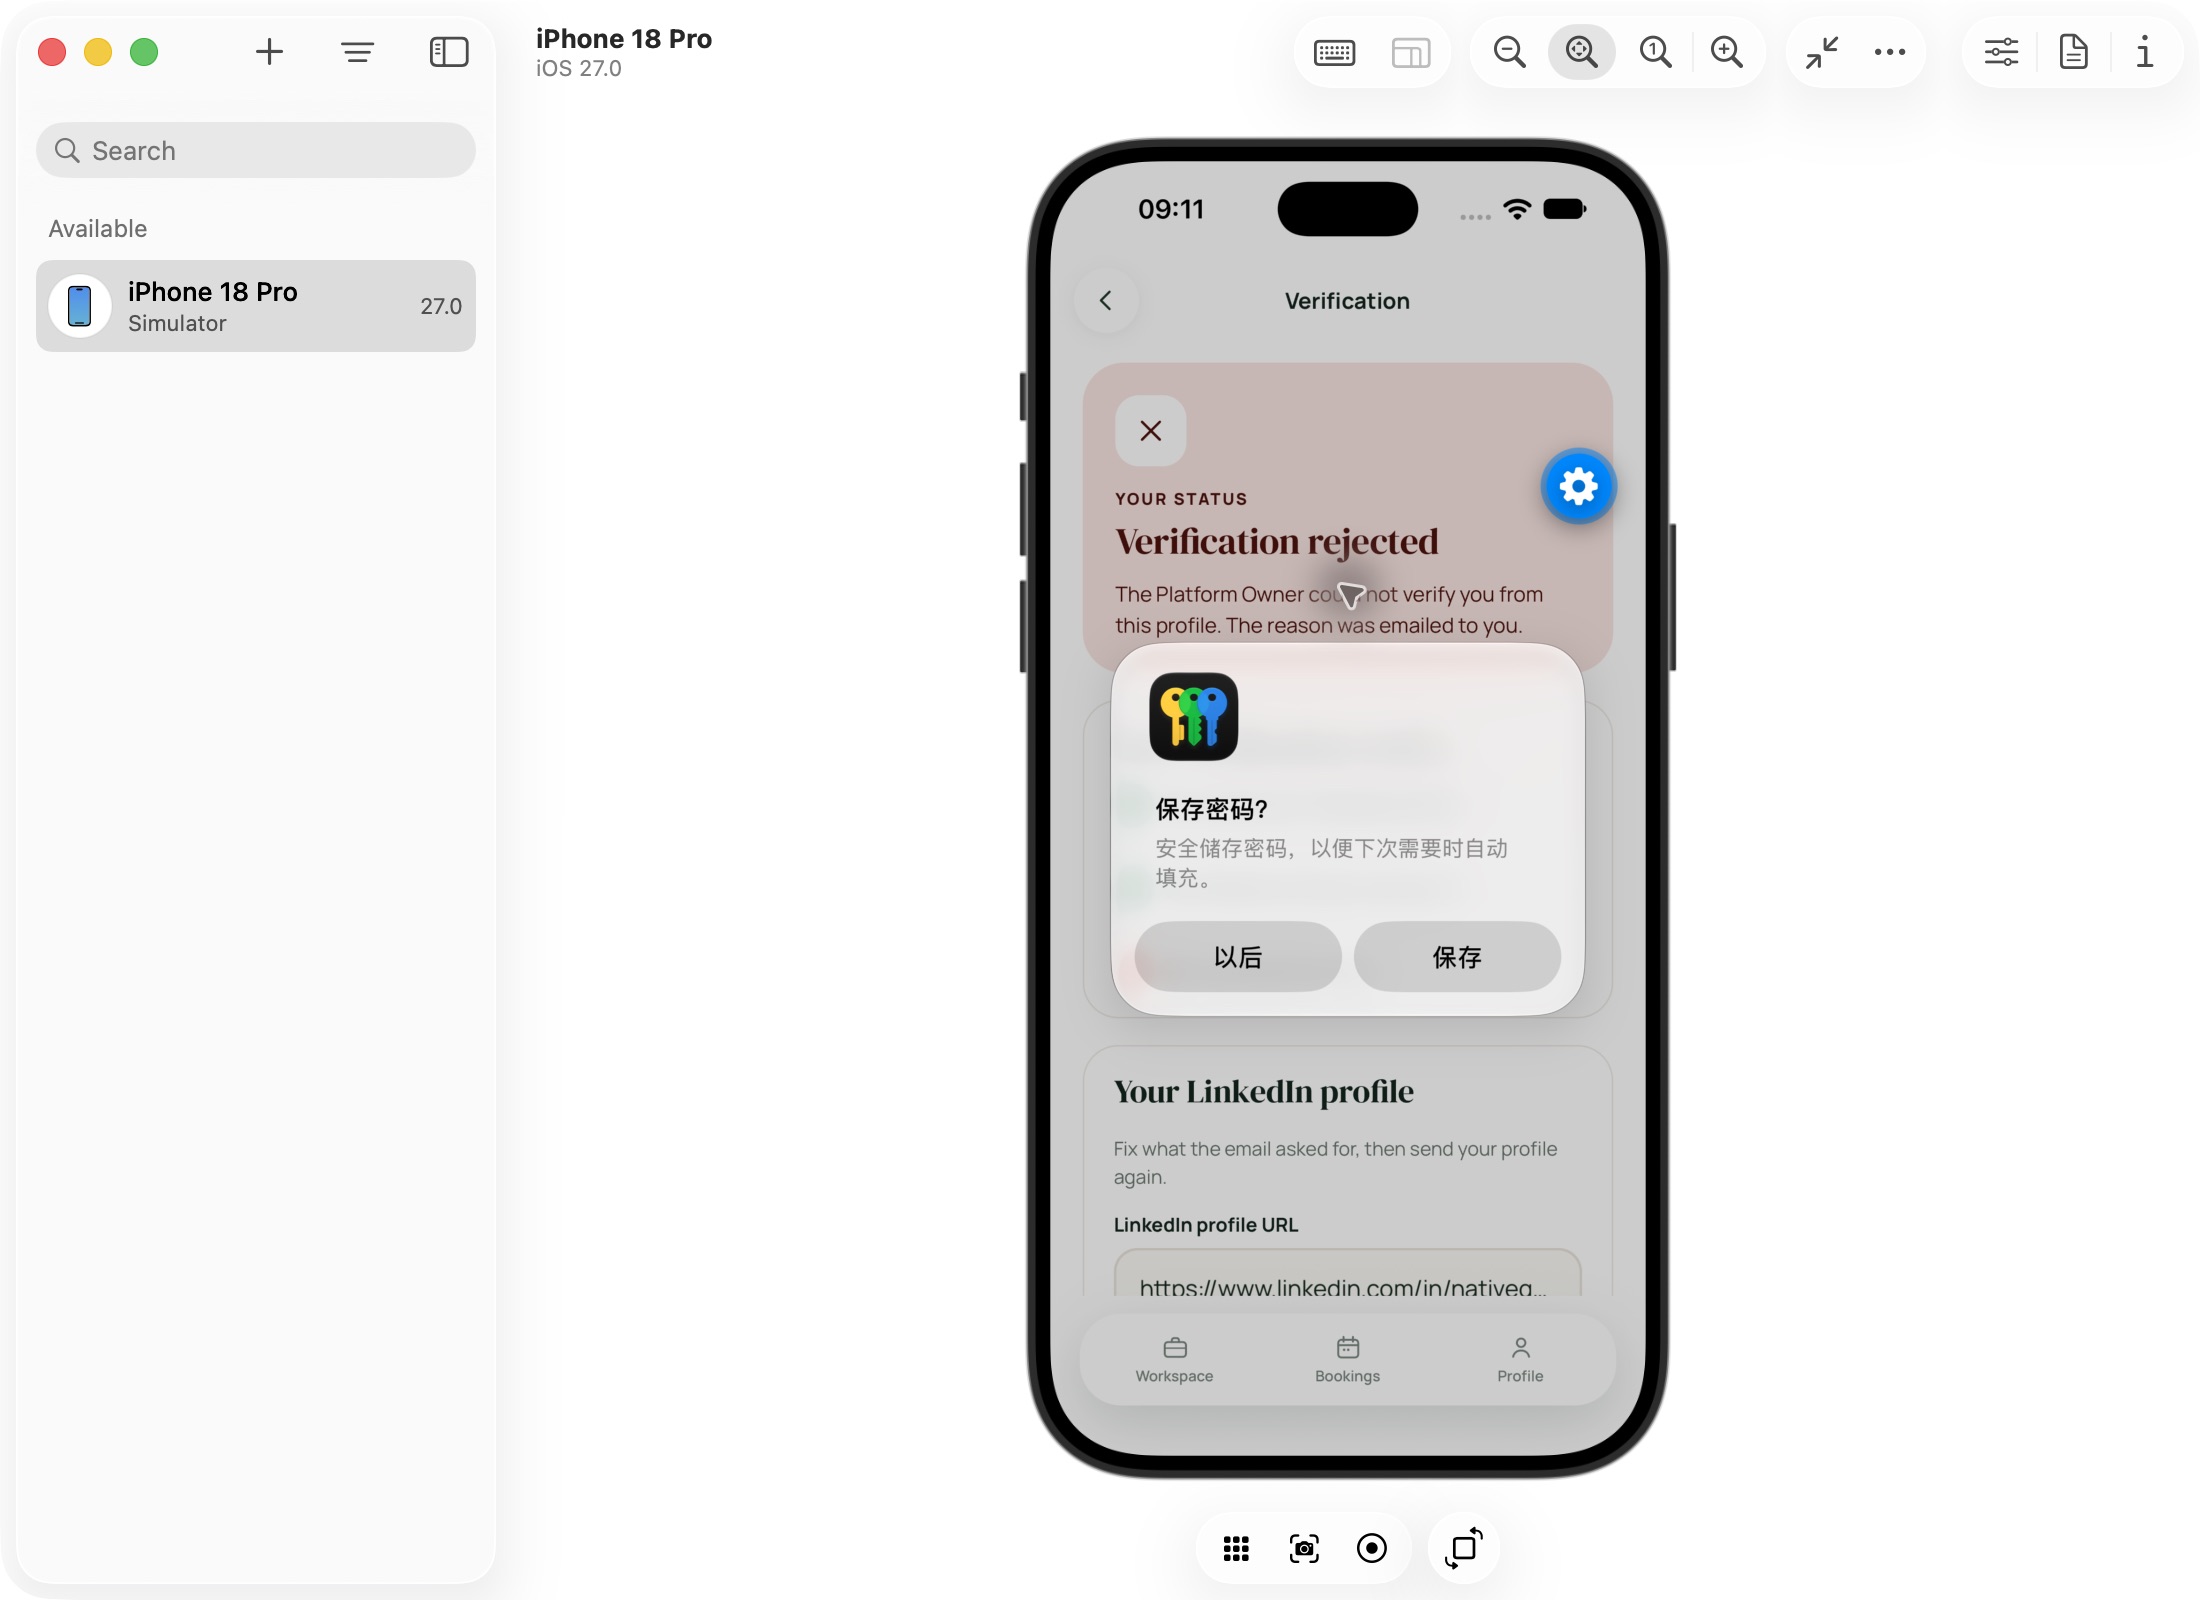 iPhone 18 Pro
iOS 27.0
Search
Available
iPhone 18 Pro
Simulator
27.0
09:11
Verification
YOUR STATUS
Verification rejected
The Platform Owner not verify you from
this profile. The reason was emailed to you.
保存密码?
安全储存密码，以便下次需要时自动
填充。
以后
保存
Your LinkedIn profile
Fix what the email asked for, then send your profile
again.
LinkedIn profile URL
https://www.linkedin.com/in/nativeg...
Workspace
Bookings
Profile